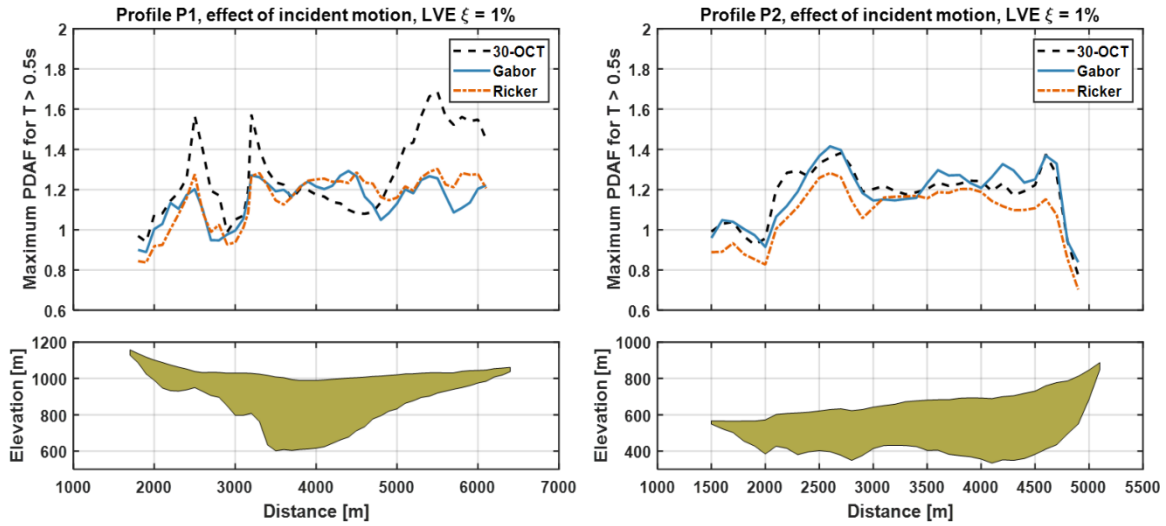 Profile P1, effect of incident motion, LVE ξ = 1%
Maximum PDAF for T > 0.5s
2
1.8
1.6
1.4
1.2
1
0.8
0.6
30-OCT
Gabor
Ricker
Elevation [m]
1200
1000
800
600
1000 2000 3000 4000 5000 6000 7000
Distance [m]
Profile P2, effect of incident motion, LVE ξ = 1%
Maximum PDAF for T > 0.5s
2
1.8
1.6
1.4
1.2
1
0.8
0.6
30-OCT
Gabor
Ricker
Elevation [m]
1000
800
600
400
1000 1500 2000 2500 3000 3500 4000 4500 5000 5500
Distance [m]